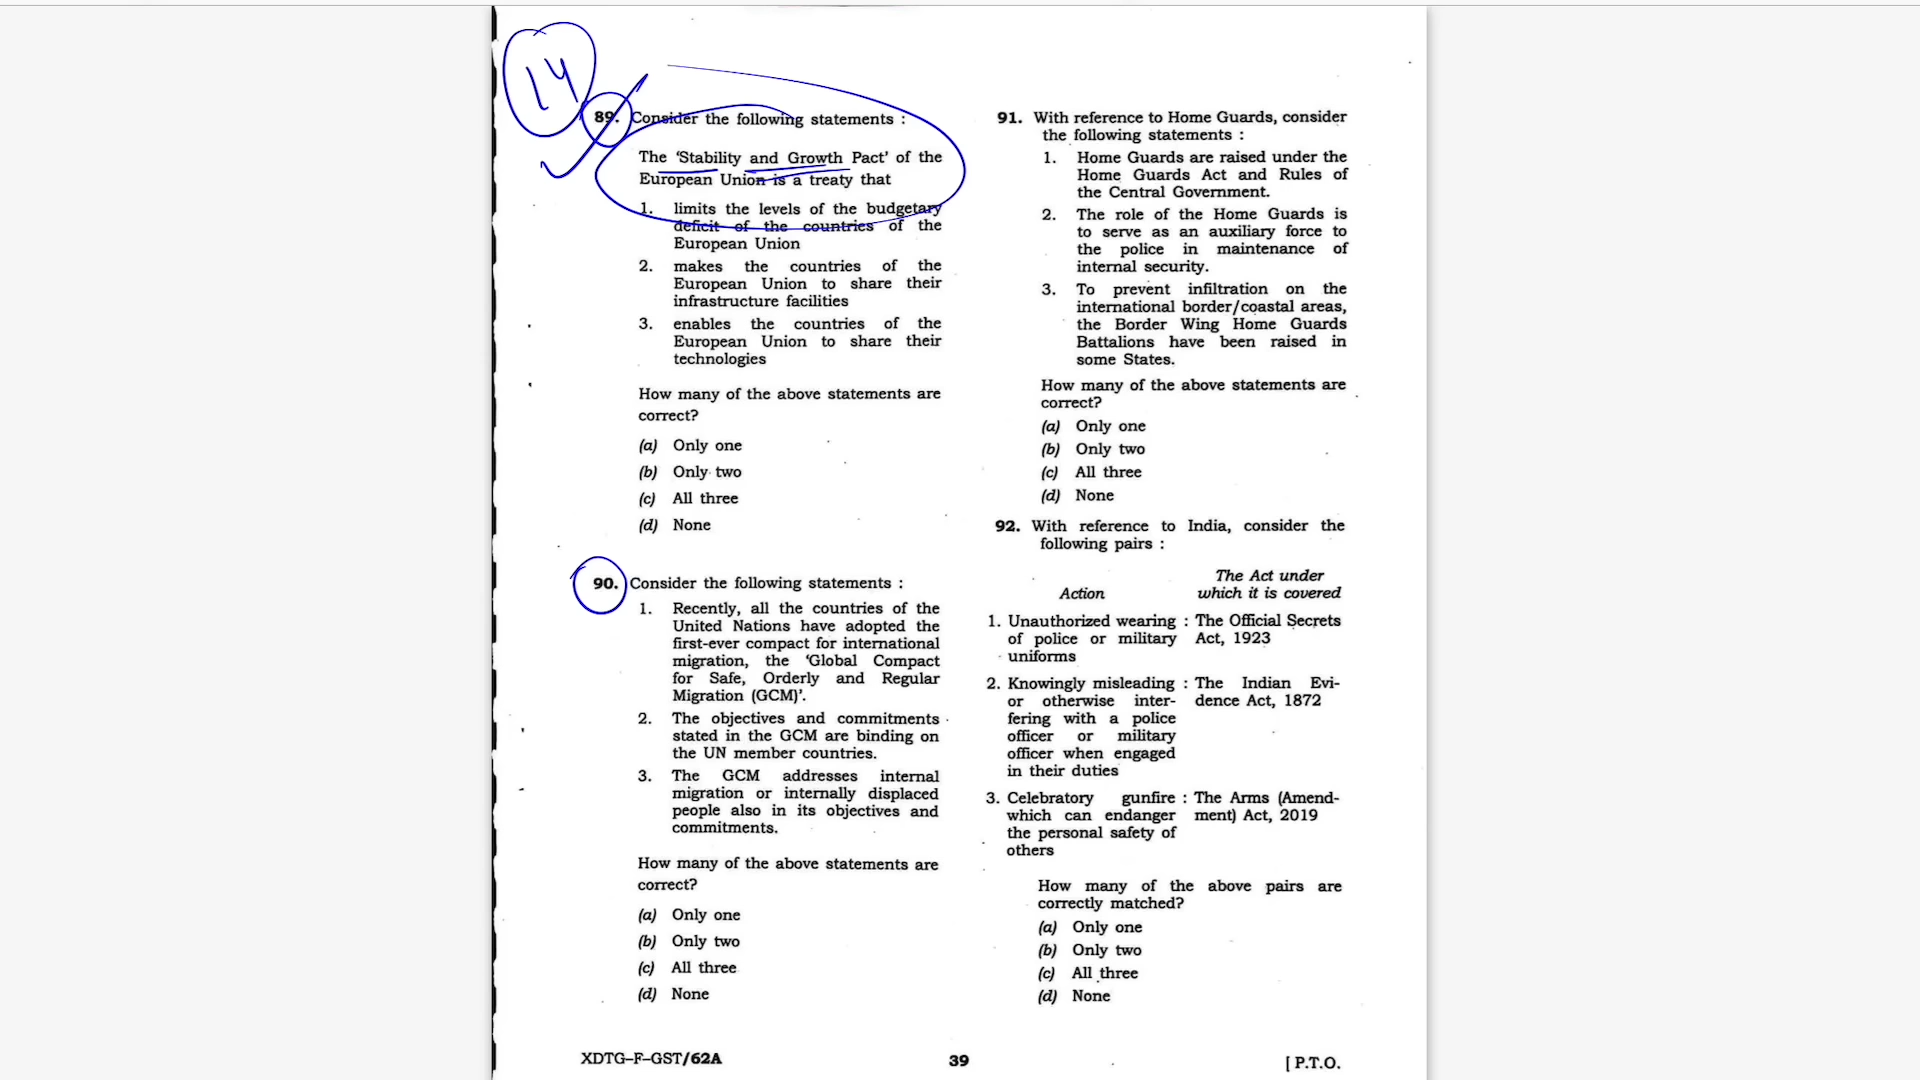 14
89. Consider the following statements :
The 'Stability and Growth Pact' of the
European Union is a treaty that
1. limits the levels of the budgetary
deficit of the countries of the
European Union
2. makes the countries of the
European Union to share their
infrastructure facilities
3. enables the countries of the
European Union to share their
technologies
How many of the above statements are
correct?
(a) Only one
(b) Only two
(c) All three
(d) None
90. Consider the following statements :
1. Recently, all the countries of the
United Nations have adopted the
first-ever compact for international
migration, the 'Global Compact
for Safe, Orderly and Regular
Migration (GCM)'.
2. The objectives and commitments
stated in the GCM are binding on
the UN member countries.
3. The GCM addresses internal
migration or internally displaced
people also in its objectives and
commitments.
How many of the above statements are
correct?
(a) Only one
(b) Only two
(c) All three
(d) None
91. With reference to Home Guards, consider
the following statements :
1. Home Guards are raised under the
Home Guards Act and Rules of
the Central Government.
2. The role of the Home Guards is
to serve as an auxiliary force to
the police in maintenance of
internal security.
3. To prevent infiltration on the
international border/coastal areas,
the Border Wing Home Guards
Battalions have been raised in
some States.
How many of the above statements are
correct?
(a) Only one
(b) Only two
(c) All three
(d) None
92. With reference to India, consider the
following pairs :
The Act under
Action which it is covered
1. Unauthorized wearing : The Official Secrets
of police or military Act, 1923
uniforms
2. Knowingly misleading : The Indian Evi-
or otherwise inter- dence Act, 1872
fering with a police
officer or military
officer when engaged
in their duties
3. Celebratory gunfire : The Arms (Amend-
which can endanger ment) Act, 2019
the personal safety of
others
How many of the above pairs are
correctly matched?
(a) Only one
(b) Only two
(c) All three
(d) None
XDTG-F-GST/62A 39 [ P.T.O.